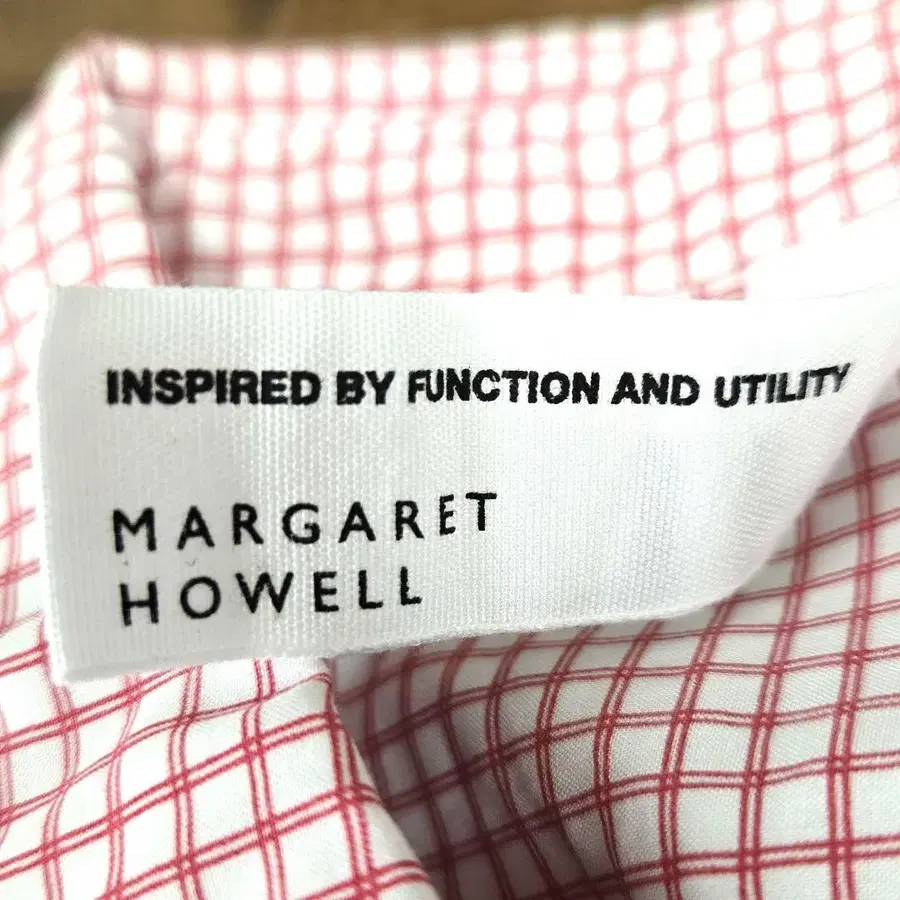 INSPIRED BY FUNCTION AND UTILITY
MARGARET
HOWELL